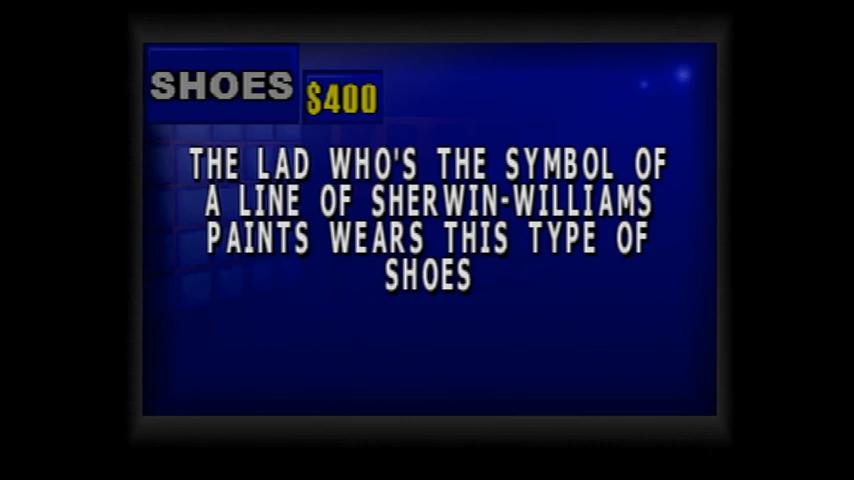 SHOES
$400
THE LAD WHO'S THE SYMBOL OF
A LINE OF SHERWIN-WILLIAMS
PAINTS WEARS THIS TYPE OF
SHOES